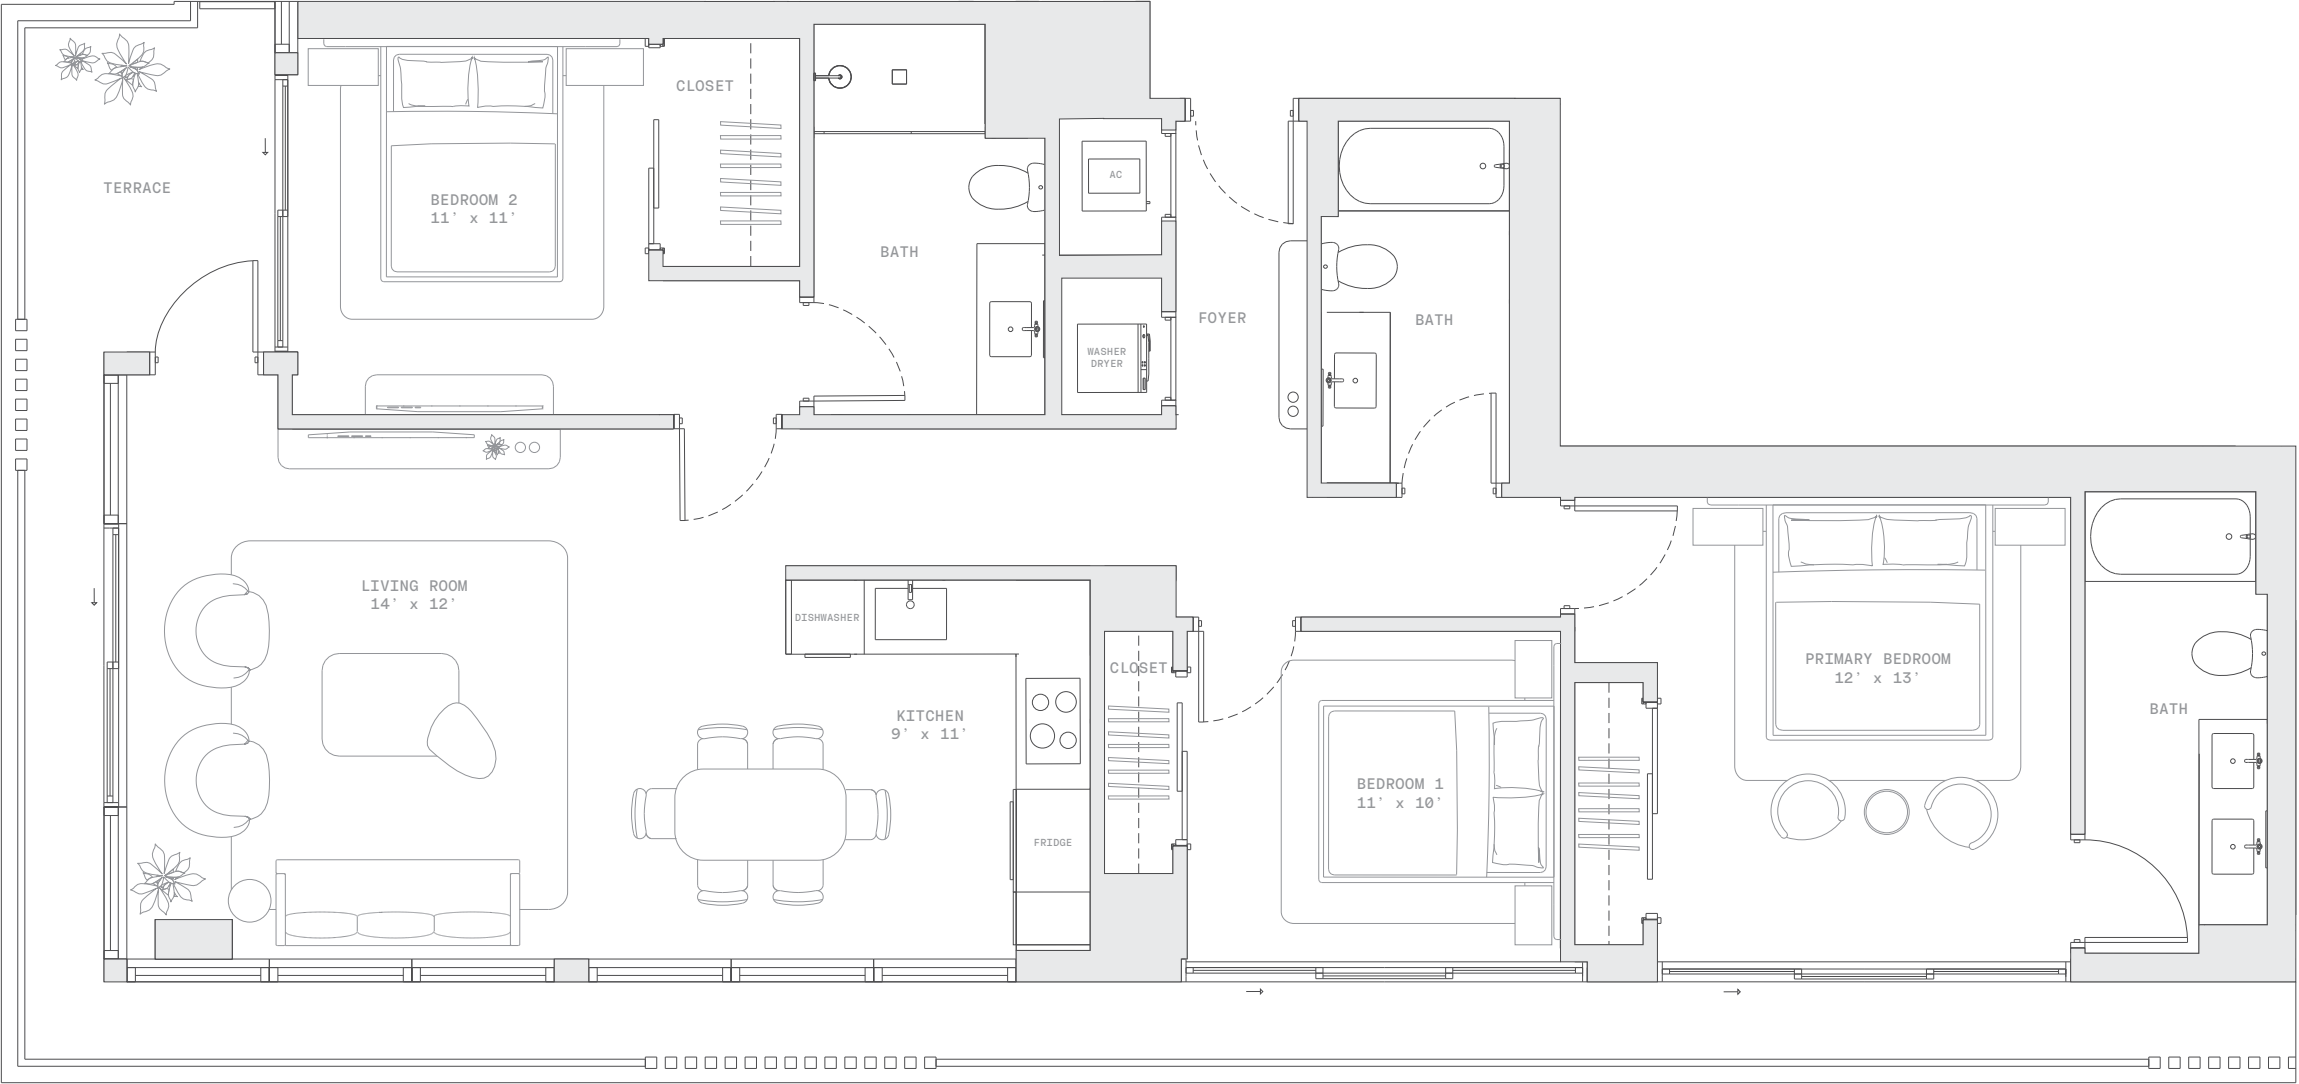 CLOSET
AC
TERRACE
BEDROOM 2
11' x 11'
BATH
FOYER
BATH
WASHER
DRYER
LIVING ROOM
14' x 12'
DISHWASHER
CLOSET
PRIMARY BEDROOM
12' x 13'
BATH
KITCHEN
9' x 11'
BEDROOM 1
11' x 10'
FRIDGE